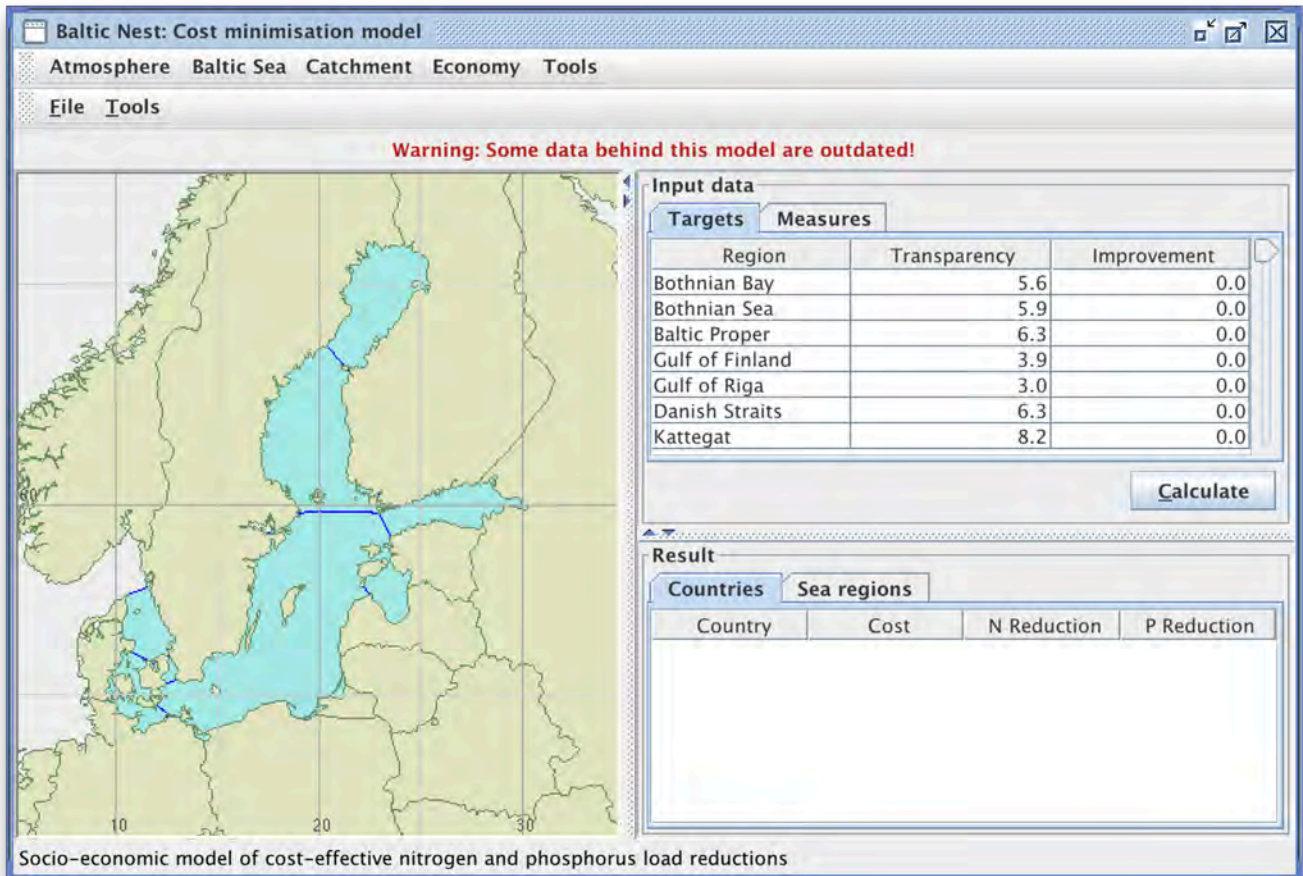 Baltic Nest: Cost minimisation model
Atmosphere Baltic Sea Catchment Economy Tools
File Tools
Warning: Some data behind this model are outdated!
Input data
Targets Measures
Region Transparency Improvement
Bothnian Bay 5.6 0.0
Bothnian Sea 5.9 0.0
Baltic Proper 6.3 0.0
Gulf of Finland 3.9 0.0
Gulf of Riga 3.0 0.0
Danish Straits 6.3 0.0
Kattegat 8.2 0.0
Calculate
Result
Countries Sea regions
Country Cost N Reduction P Reduction
60
10 20 30
Socio-economic model of cost-effective nitrogen and phosphorus load reductions